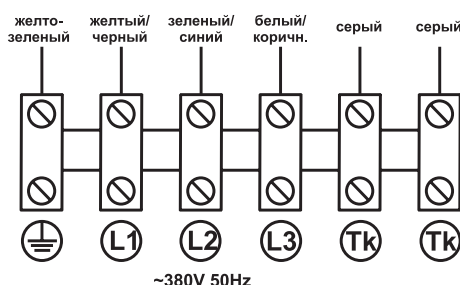 желто-зеленый
желтый/черный
зеленый/синий
белый/коричн.
серый
серый
L1 L2 L3 Tk Tk
~380V 50Hz